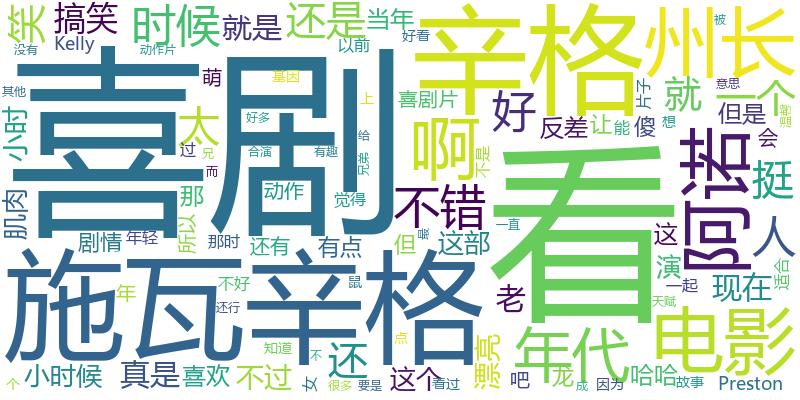 笑 搞笑 时候 还是 当年 辛格 州长
Kelly 就是 以前 好看 被
没有 动作片
其他 萌 基因 上 喜剧片 好 就 一个
小时 喜剧 太 好多 给 啊 反差 让 能 傻 片子 想 但是 意思 温馨
过 兄 合演 有趣 兄弟 不是 会
肌肉 那 而 动作 觉得 不错 看 阿诺 挺
剧情 年轻 所以 那时 还有 有点 但 最 这部 一直 这 人
施瓦辛格 不好 鼠 老 演 一起 现在 适合
年 还行 天赋
知道 点 年代 电影
小时候 真是 喜欢 不过 不 还 这个 漂亮 龙 哈哈
个 女 很多 要是 看过 吧 成 因为 故事 Preston